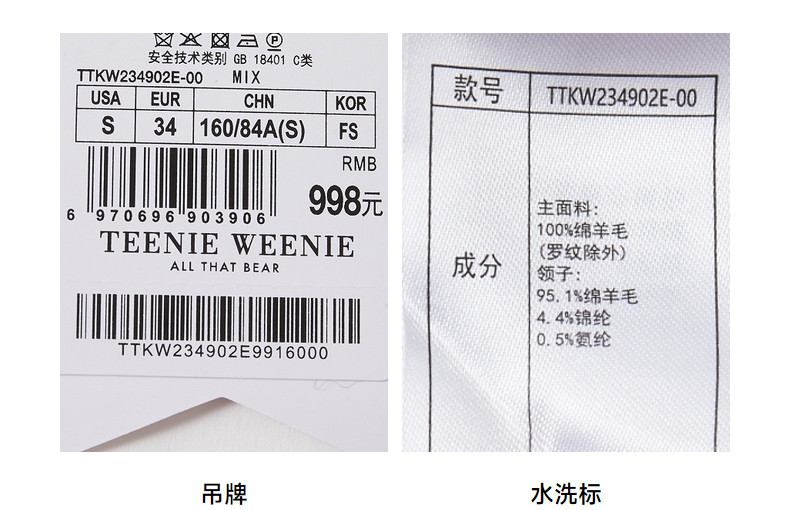 安全技术类别 GB 18401 C类
TTKW234902E-00 MIX
USA EUR CHN KOR
S 34 160/84A(S) FS
RMB
998元
6 970696 903906
TEENIE WEENIE
ALL THAT BEAR
TTKW234902E9916000
吊牌
款号 TTKW234902E-00
成分
主面料:
100%绵羊毛
(罗纹除外)
领子:
95.1%绵羊毛
4.4%锦纶
0.5%氨纶
水洗标